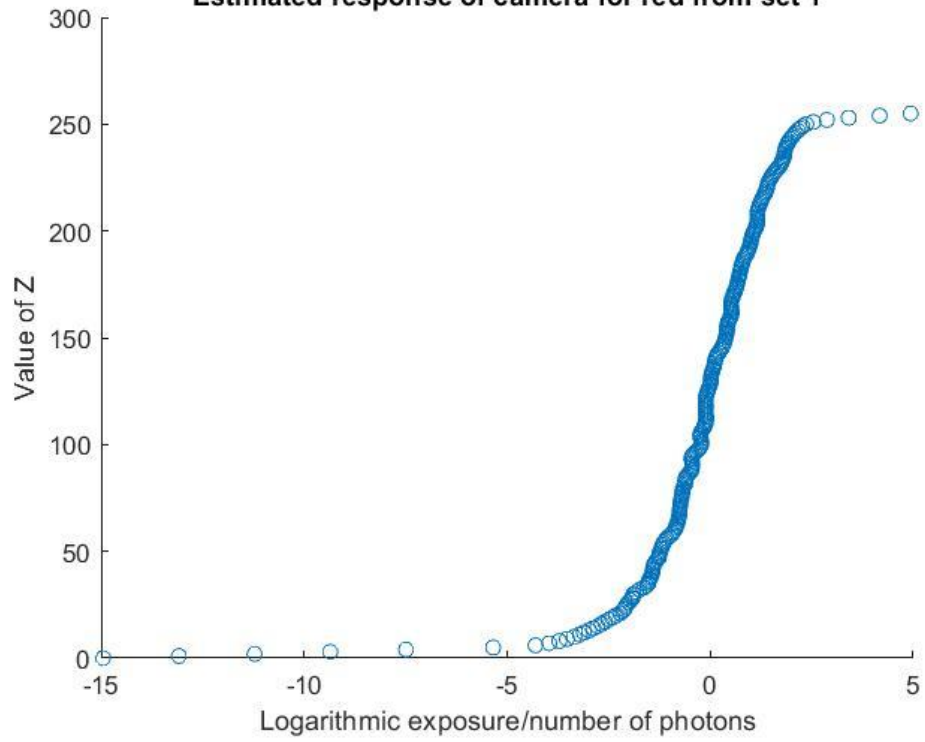 Estimated response of camera for red from set 1
300
250
200
150
100
50
0
Value of Z
-15 -10 -5 0 5
Logarithmic exposure/number of photons